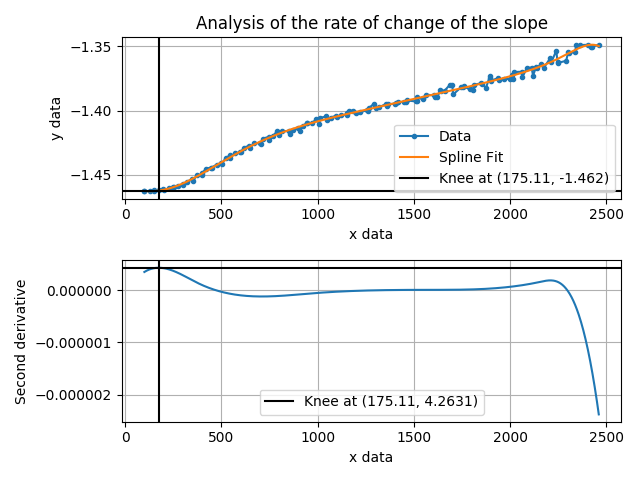 Analysis of the rate of change of the slope
−1.35
−1.40
−1.45
y data
Data
Spline Fit
Knee at (175.11, -1.462)
0 500 1000 1500 2000 2500
x data
0.000000
−0.000001
−0.000002
Second derivative
Knee at (175.11, 4.2631)
0 500 1000 1500 2000 2500
x data